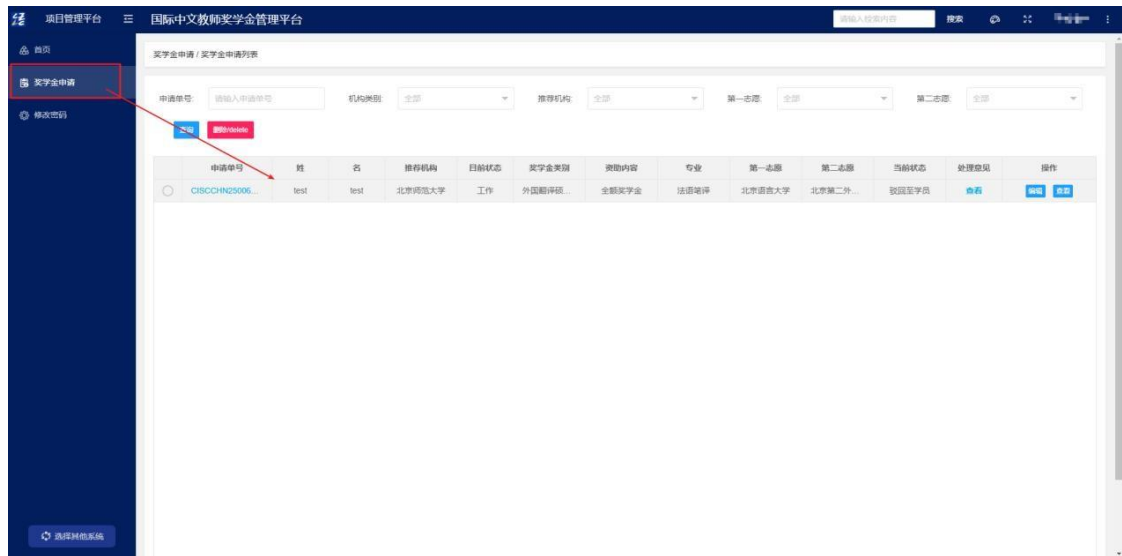 项目管理平台 国际中文教师奖学金管理平台 请输入检索内容 搜索
首页
奖学金申请 / 奖学金申请列表
奖学金申请
申请单号: 请输入申请单号 机构类别: 全部 推荐机构: 全部 第一志愿: 全部 第二志愿: 全部
修改密码
查询 删除/delete
申请单号 姓 名 推荐机构 目前状态 奖学金类别 资助内容 专业 第一志愿 第二志愿 当前状态 处理意见 操作
CISCCHN25006... test test 北京师范大学 工作 外国翻译硕... 全额奖学金 法语笔译 北京语言大学 北京第二外... 驳回至学员 查看 编辑 查看
选择其他系统